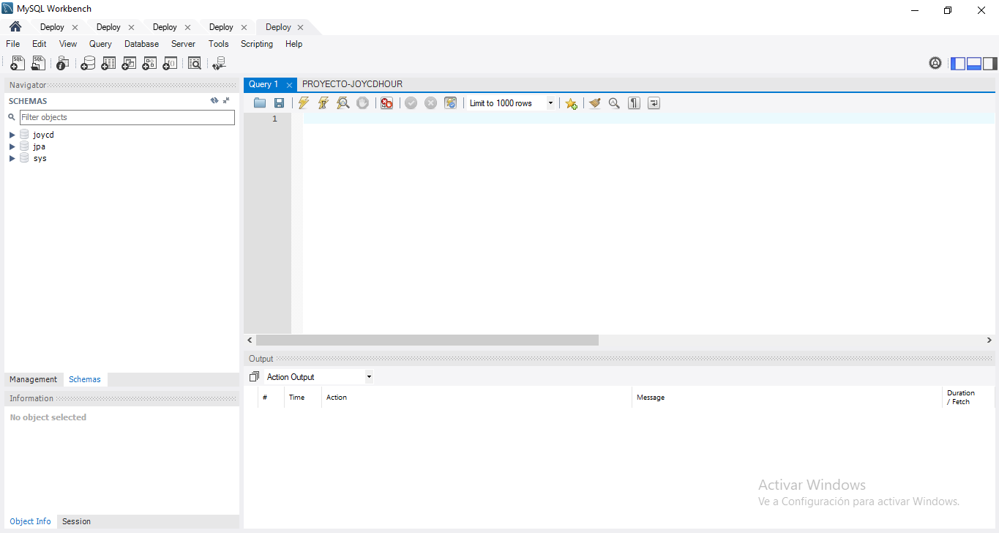 MySQL Workbench
Deploy Deploy Deploy Deploy Deploy
File Edit View Query Database Server Tools Scripting Help
Navigator
SCHEMAS
Filter objects
joycd
jpa
sys
Management Schemas
Information
No object selected
Object Info Session
Query 1 PROYECTO-JOYCDHOUR
Limit to 1000 rows
1
Output
Action Output
# Time Action Message Duration
/ Fetch
Activar Windows
Ve a Configuración para activar Windows.